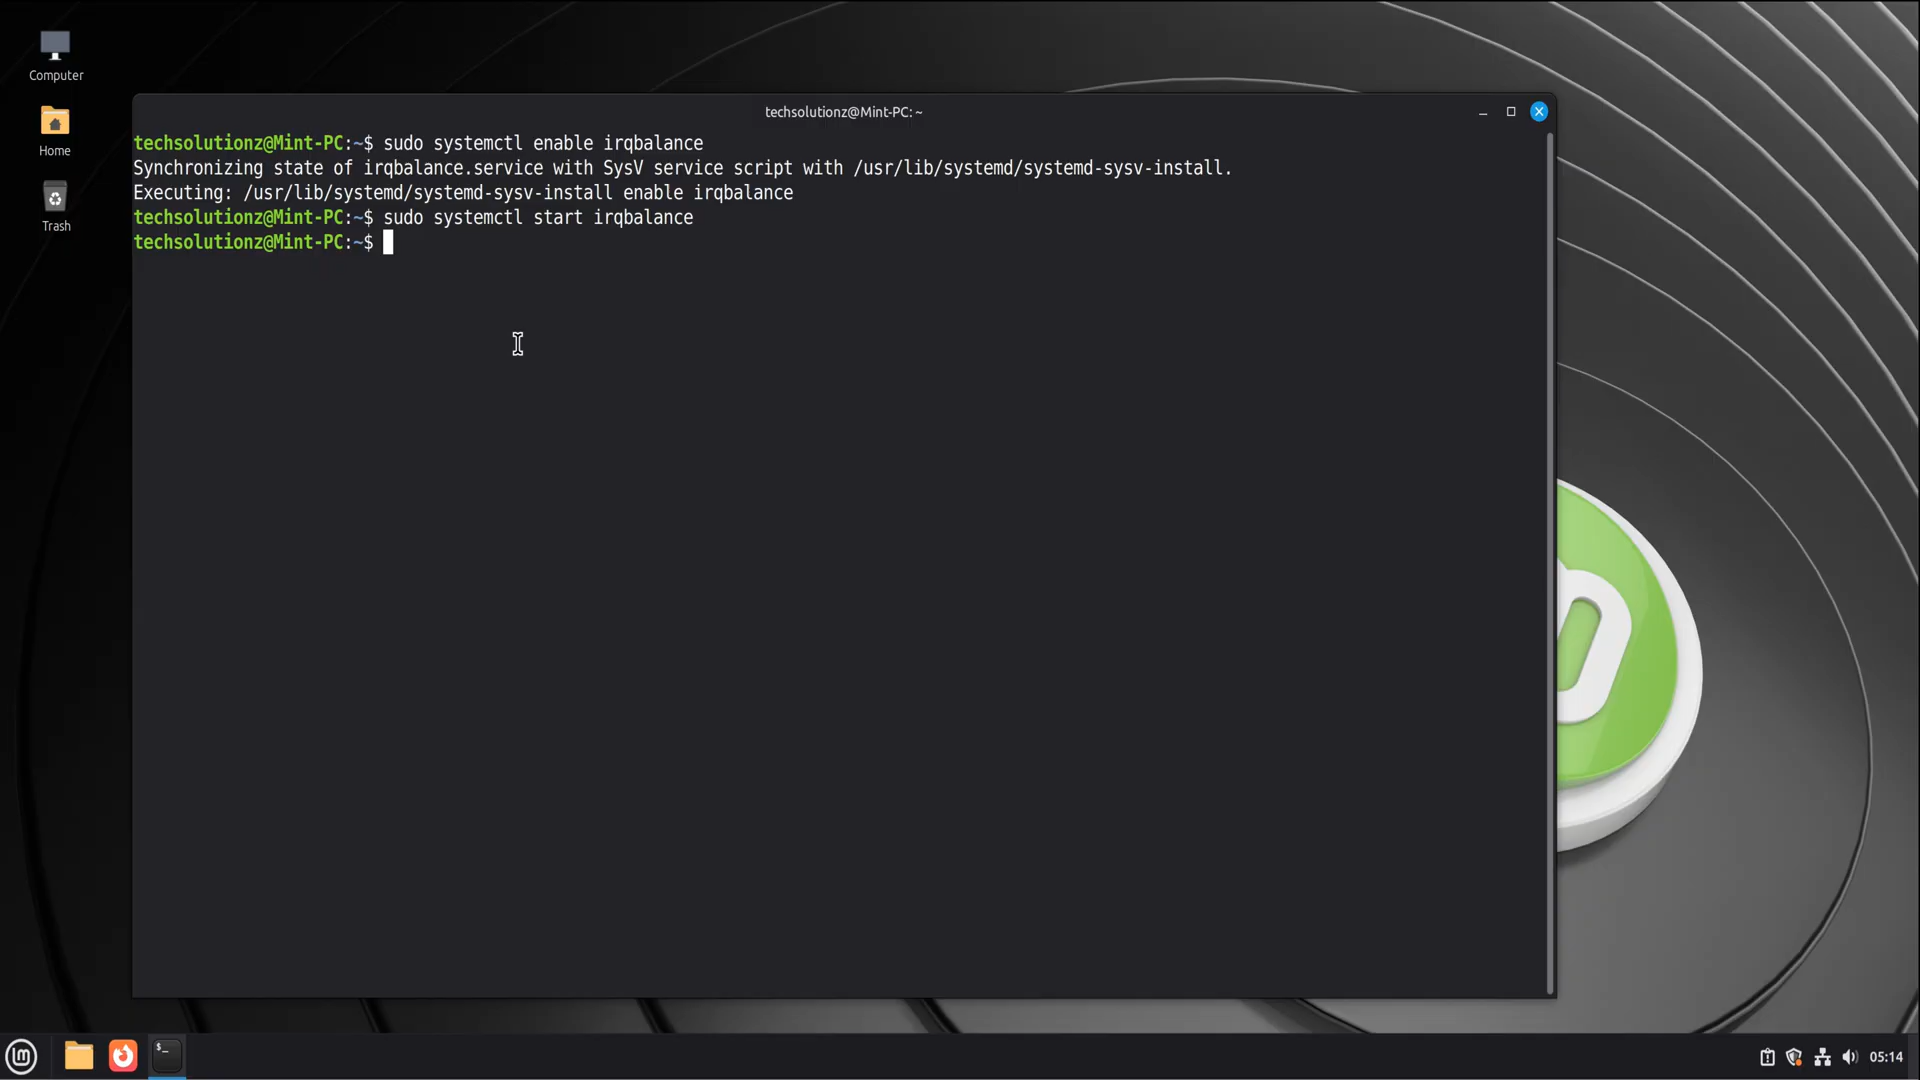 Computer
Home
Trash
techsolutionz@Mint-PC: ~
techsolutionz@Mint-PC:~$ sudo systemctl enable irqbalance
Synchronizing state of irqbalance.service with SysV service script with /usr/lib/systemd/systemd-sysv-install.
Executing: /usr/lib/systemd/systemd-sysv-install enable irqbalance
techsolutionz@Mint-PC:~$ sudo systemctl start irqbalance
techsolutionz@Mint-PC:~$
05:14